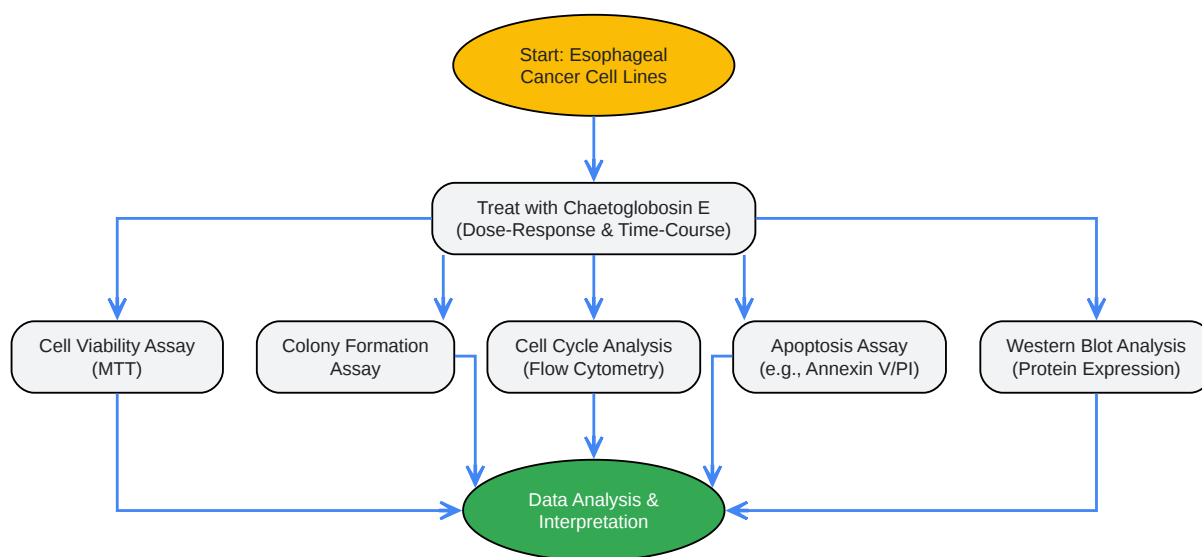 Start: Esophageal
Cancer Cell Lines
Treat with Chaetoglobosin E
(Dose-Response & Time-Course)
Cell Viability Assay
(MTT)
Colony Formation
Assay
Cell Cycle Analysis
(Flow Cytometry)
Apoptosis Assay
(e.g., Annexin V/PI)
Western Blot Analysis
(Protein Expression)
Data Analysis &
Interpretation